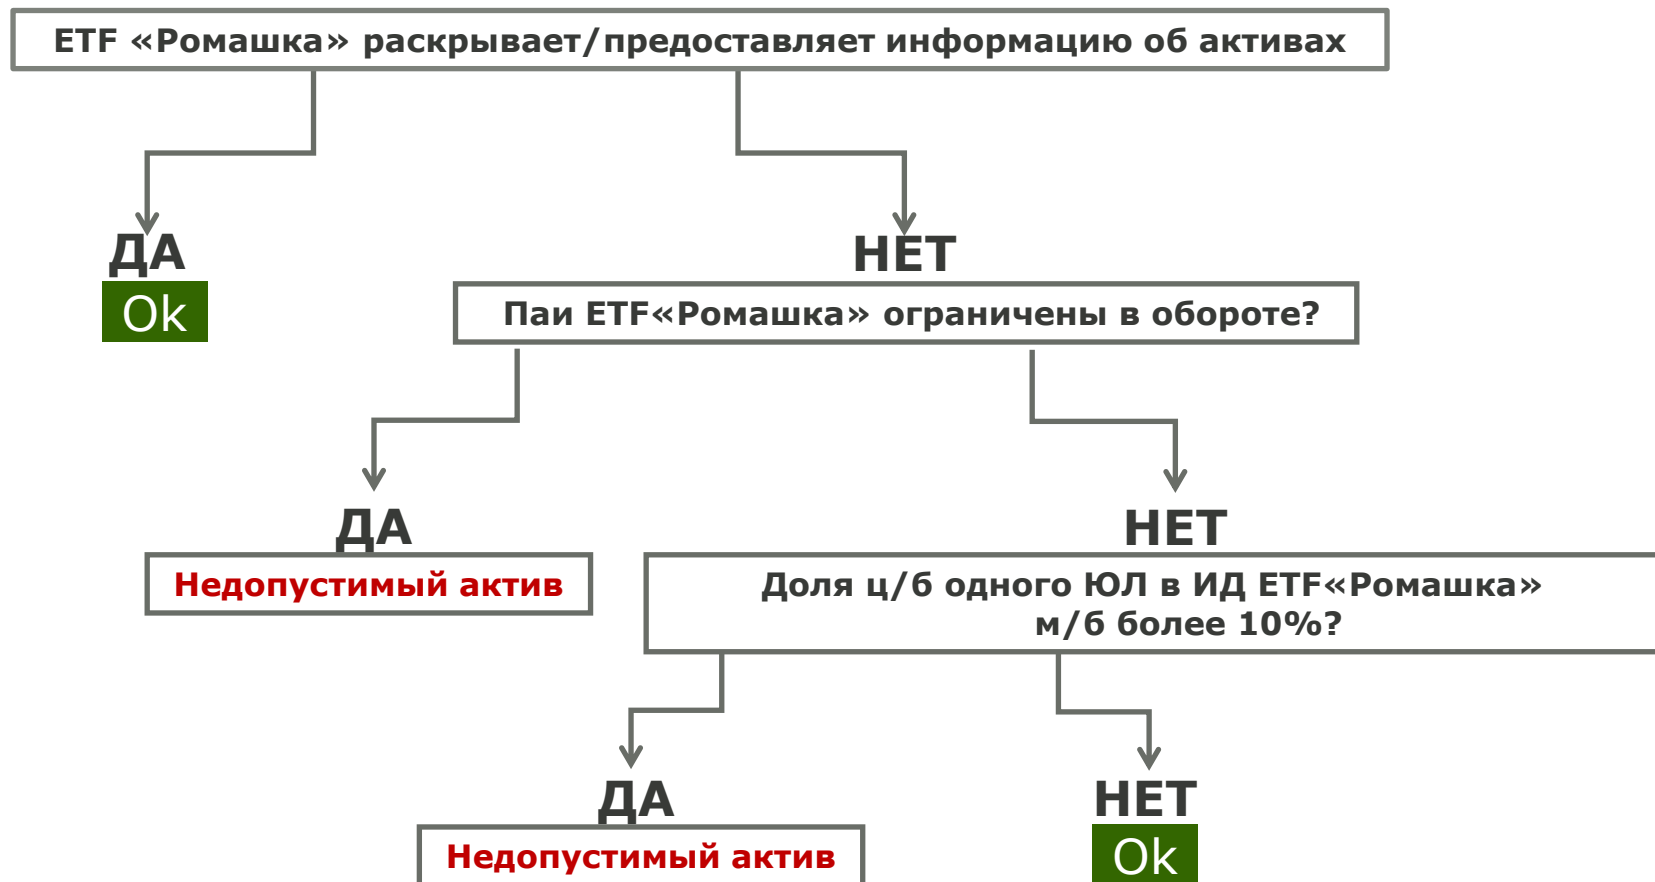 ETF «Ромашка» раскрывает/предоставляет информацию об активах
ДА
Ok
НЕТ
Паи ETF«Ромашка» ограничены в обороте?
ДА
Недопустимый актив
НЕТ
Доля ц/б одного ЮЛ в ИД ETF«Ромашка»
м/б более 10%?
ДА
Недопустимый актив
НЕТ
Ok